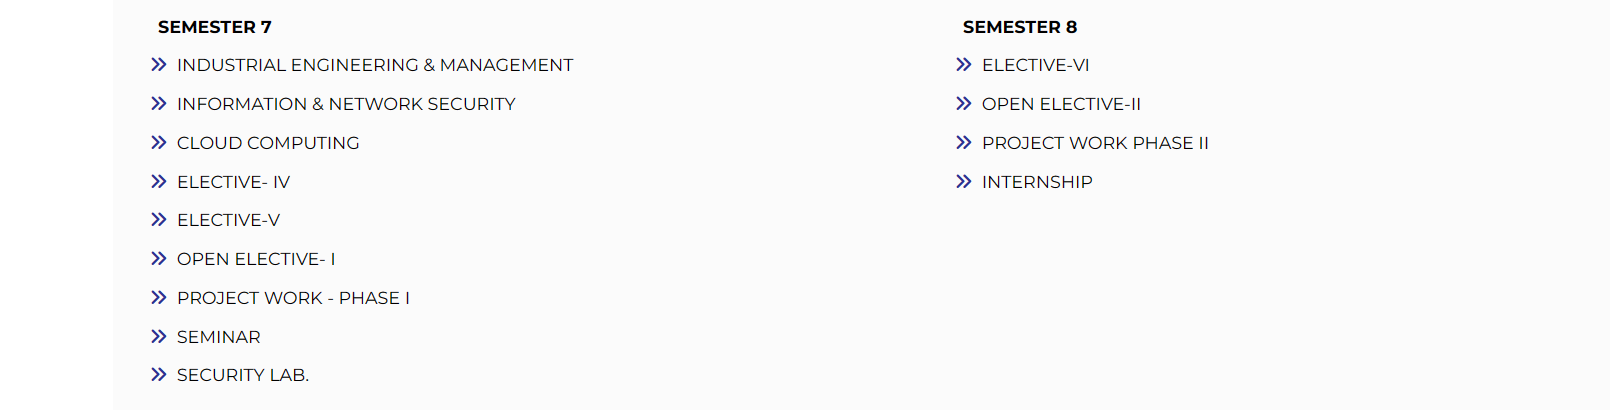 SEMESTER 7
INDUSTRIAL ENGINEERING & MANAGEMENT
INFORMATION & NETWORK SECURITY
CLOUD COMPUTING
ELECTIVE- IV
ELECTIVE-V
OPEN ELECTIVE- I
PROJECT WORK - PHASE I
SEMINAR
SECURITY LAB.
SEMESTER 8
ELECTIVE-VI
OPEN ELECTIVE-II
PROJECT WORK PHASE II
INTERNSHIP